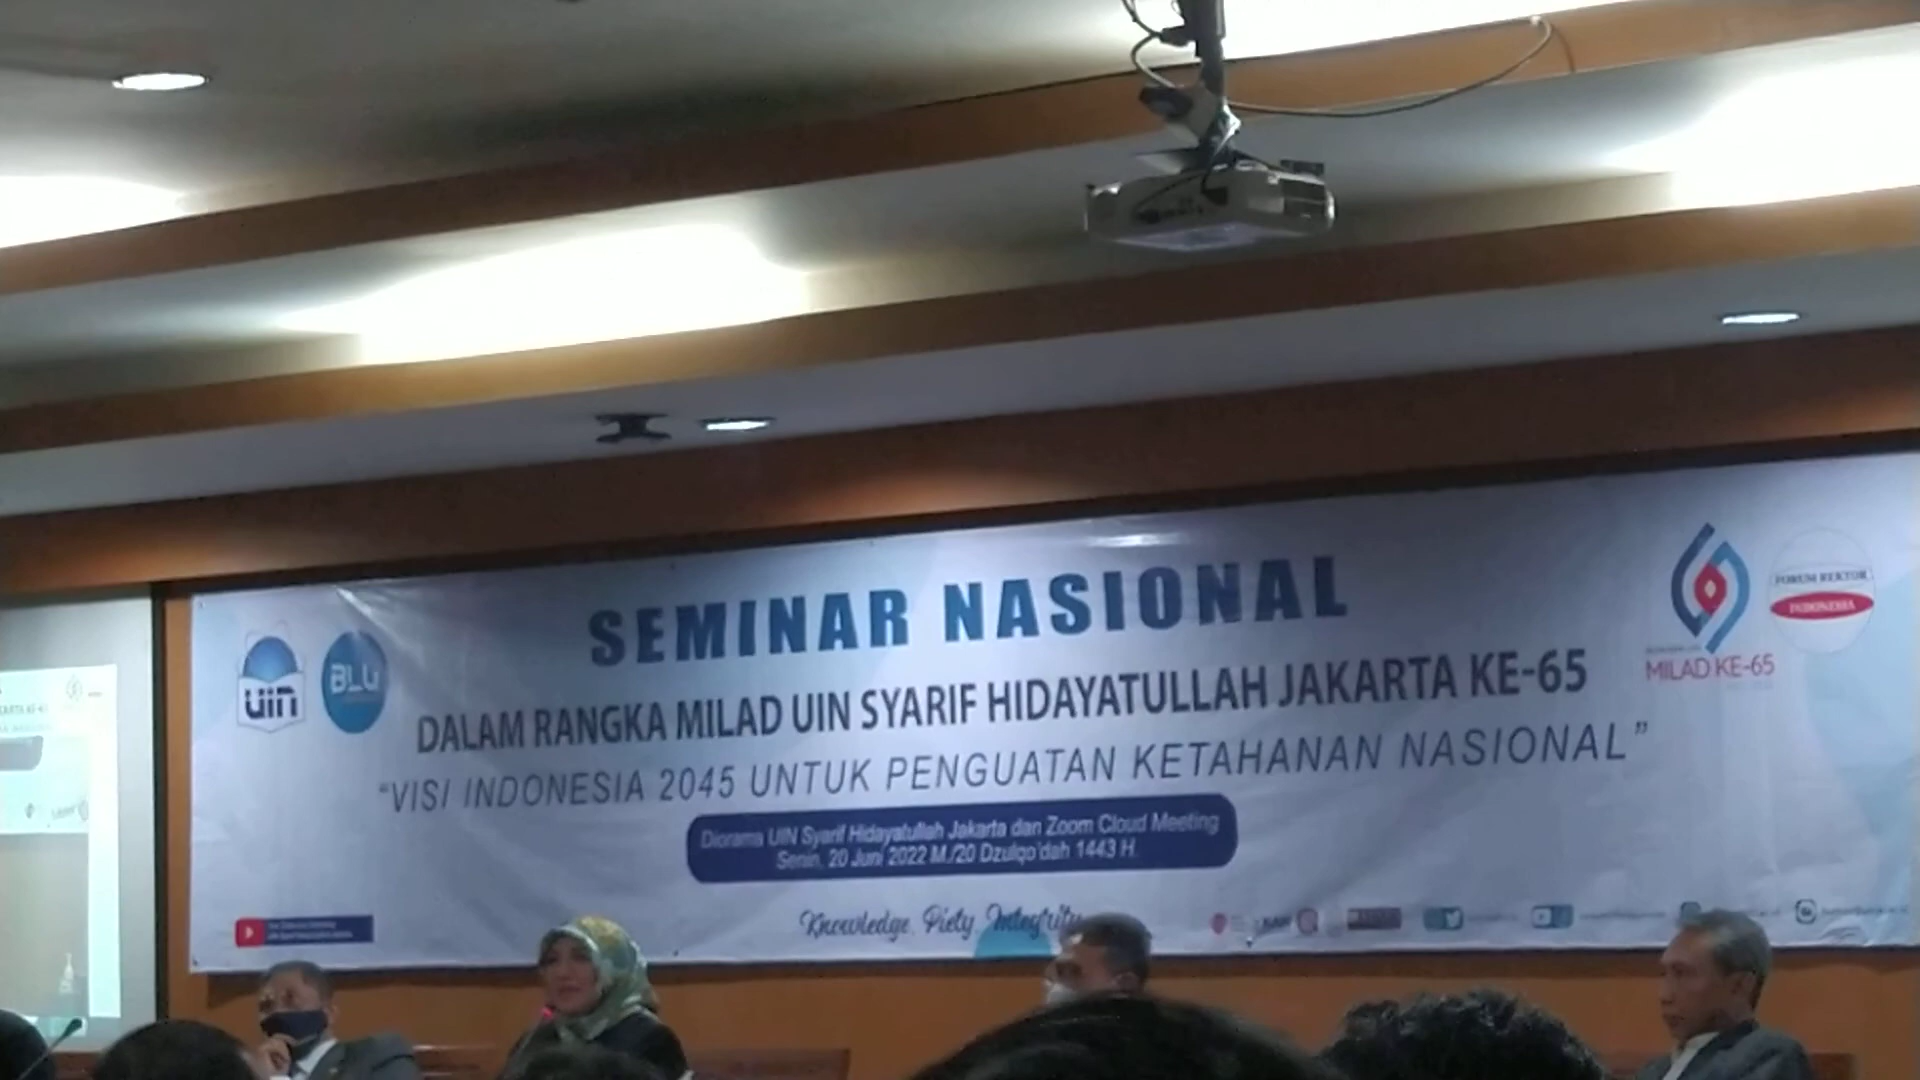 SEMINAR NASIONAL
DALAM RANGKA MILAD UIN SYARIF HIDAYATULLAH JAKARTA KE-65
"VISI INDONESIA 2045 UNTUK PENGUATAN KETAHANAN NASIONAL"
Diorama UIN Syarif Hidayatullah Jakarta dan Zoom Cloud Meeting
Senin, 20 Juni 2022 M./20 Dzulqo'dah 1443 H.
Knowledge, Piety, Integrity
UIN
BLU
MILAD KE-65
FORUM REKTOR
INDONESIA